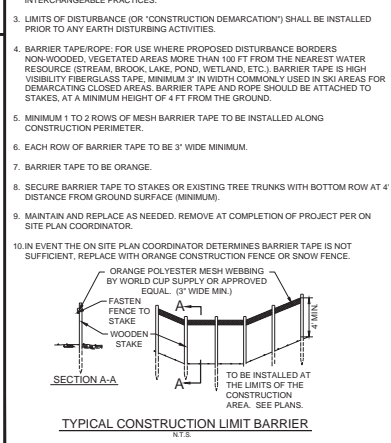 INTERCHANGEABLE PRACTICES.
3. LIMITS OF DISTURBANCE (OR "CONSTRUCTION DEMARCATION") SHALL BE INSTALLED
PRIOR TO ANY EARTH DISTURBING ACTIVITIES.
4. BARRIER TAPE/ROPE: FOR USE WHERE PROPOSED DISTURBANCE BORDERS
NON-WOODED, VEGETATED AREAS MORE THAN 100 FT FROM THE NEAREST WATER
RESOURCE (STREAM, BROOK, LAKE, POND, WETLAND, ETC.). BARRIER TAPE IS HIGH
VISIBILITY FIBERGLASS TAPE, MINIMUM 3" IN WIDTH COMMONLY USED IN SKI AREAS FOR
DEMARCATING CLOSED AREAS. BARRIER TAPE AND ROPE SHOULD BE ATTACHED TO
STAKES, AT A MINIMUM HEIGHT OF 4 FT FROM THE GROUND.
5. MINIMUM 1 TO 2 ROWS OF MESH BARRIER TAPE TO BE INSTALLED ALONG
CONSTRUCTION PERIMETER.
6. EACH ROW OF BARRIER TAPE TO BE 3" WIDE MINIMUM.
7. BARRIER TAPE TO BE ORANGE.
8. SECURE BARRIER TAPE TO STAKES OR EXISTING TREE TRUNKS WITH BOTTOM ROW AT 4'
DISTANCE FROM GROUND SURFACE (MINIMUM).
9. MAINTAIN AND REPLACE AS NEEDED. REMOVE AT COMPLETION OF PROJECT PER ON
SITE PLAN COORDINATOR.
10. IN EVENT THE ON SITE PLAN COORDINATOR DETERMINES BARRIER TAPE IS NOT
SUFFICIENT, REPLACE WITH ORANGE CONSTRUCTION FENCE OR SNOW FENCE.
ORANGE POLYESTER MESH WEBBING
BY WORLD CUP SUPPLY OR APPROVED
EQUAL. (3" WIDE MIN.)
FASTEN
FENCE TO
STAKE
WOODEN
STAKE
A
4' MIN.
A
SECTION A-A
TO BE INSTALLED AT
THE LIMITS OF THE
CONSTRUCTION
AREA. SEE PLANS.
TYPICAL CONSTRUCTION LIMIT BARRIER
N.T.S.